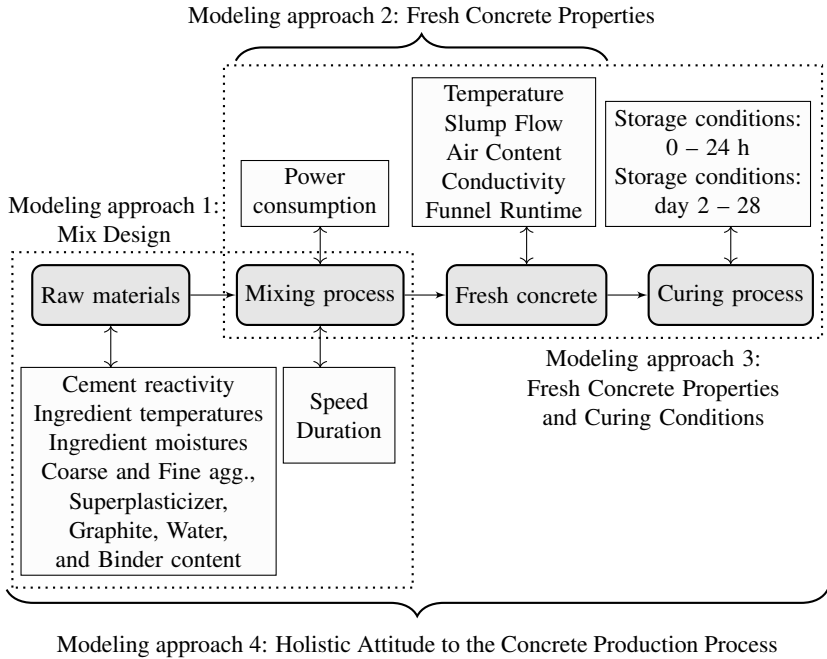 Modeling approach 2: Fresh Concrete Properties
Temperature
Slump Flow
Air Content
Conductivity
Funnel Runtime
Storage conditions:
0 – 24 h
Storage conditions:
day 2 – 28
Power
consumption
Modeling approach 1:
Mix Design
Raw materials
Mixing process
Fresh concrete
Curing process
Cement reactivity
Ingredient temperatures
Ingredient moistures
Coarse and Fine agg.,
Superplasticizer,
Graphite, Water,
and Binder content
Speed
Duration
Modeling approach 3:
Fresh Concrete Properties
and Curing Conditions
Modeling approach 4: Holistic Attitude to the Concrete Production Process